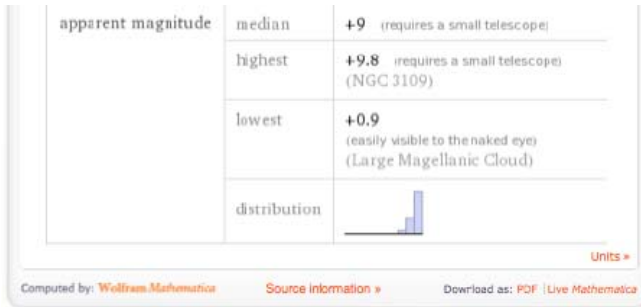 apparent magnitude median +9 (requires a small telescope)
highest +9.8 (requires a small telescope)
(NGC 3109)
lowest +0.9
(easily visible to the naked eye)
(Large Magellanic Cloud)
distribution
Units »
Computed by: Wolfram Mathematica Source information » Download as: PDF | Live Mathematica